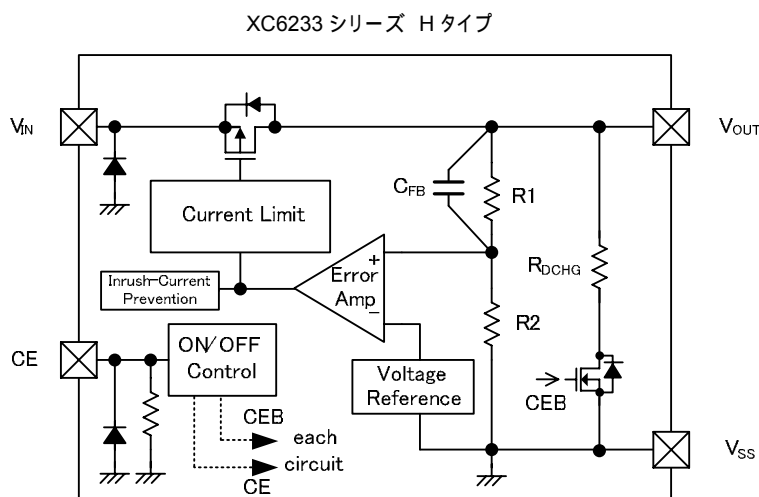 XC6233 シリーズ H タイプ
VIN
VOUT
CFB
R1
Current Limit
RDCHG
+
Error
Amp
−
Inrush-Current
Prevention
R2
CE
ON/OFF
Control
Voltage
Reference
CEB
CEB
each
circuit
CE
VSS